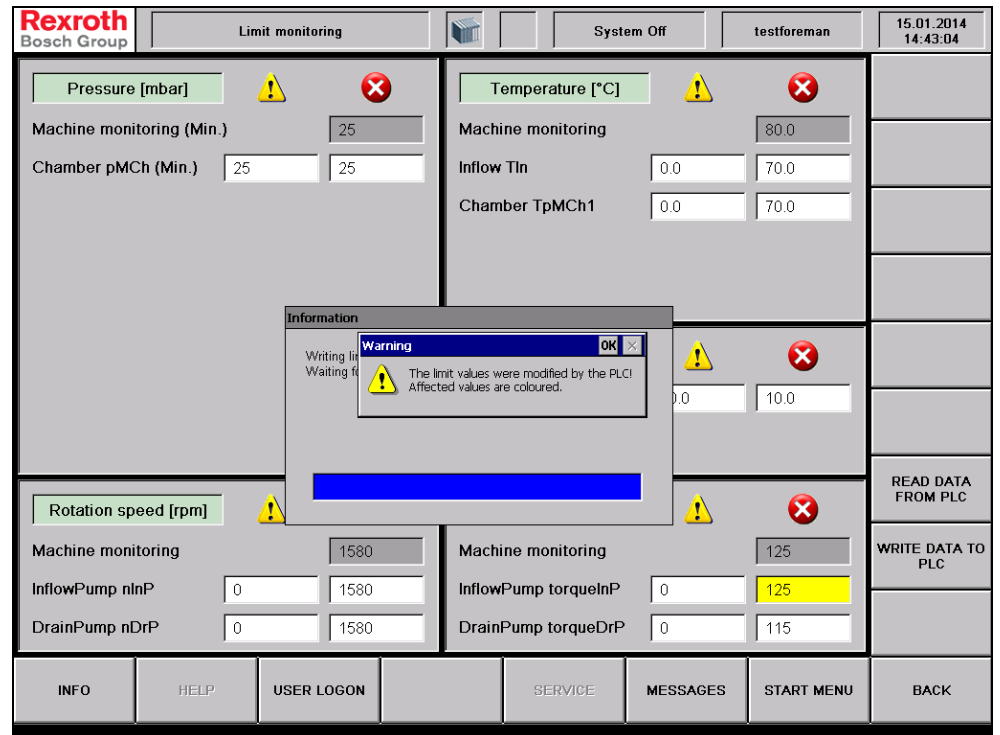 Rexroth
Bosch Group
Limit monitoring
System Off
testforeman
15.01.2014
14:43:04
Pressure [mbar]
Machine monitoring (Min.) 25
Chamber pMCh (Min.) 25 25
Temperature [°C]
Machine monitoring 80.0
Inflow TIn 0.0 70.0
Chamber TpMCh1 0.0 70.0
Information
Writing
Waiting
Warning OK
The limit values were modified by the PLC!
Affected values are coloured.
10.0
Rotation speed [rpm]
Machine monitoring 1580
InflowPump nInP 0 1580
DrainPump nDrP 0 1580
Machine monitoring 125
InflowPump torqueInP 0 125
DrainPump torqueDrP 0 115
READ DATA
FROM PLC
WRITE DATA TO
PLC
INFO HELP USER LOGON SERVICE MESSAGES START MENU BACK